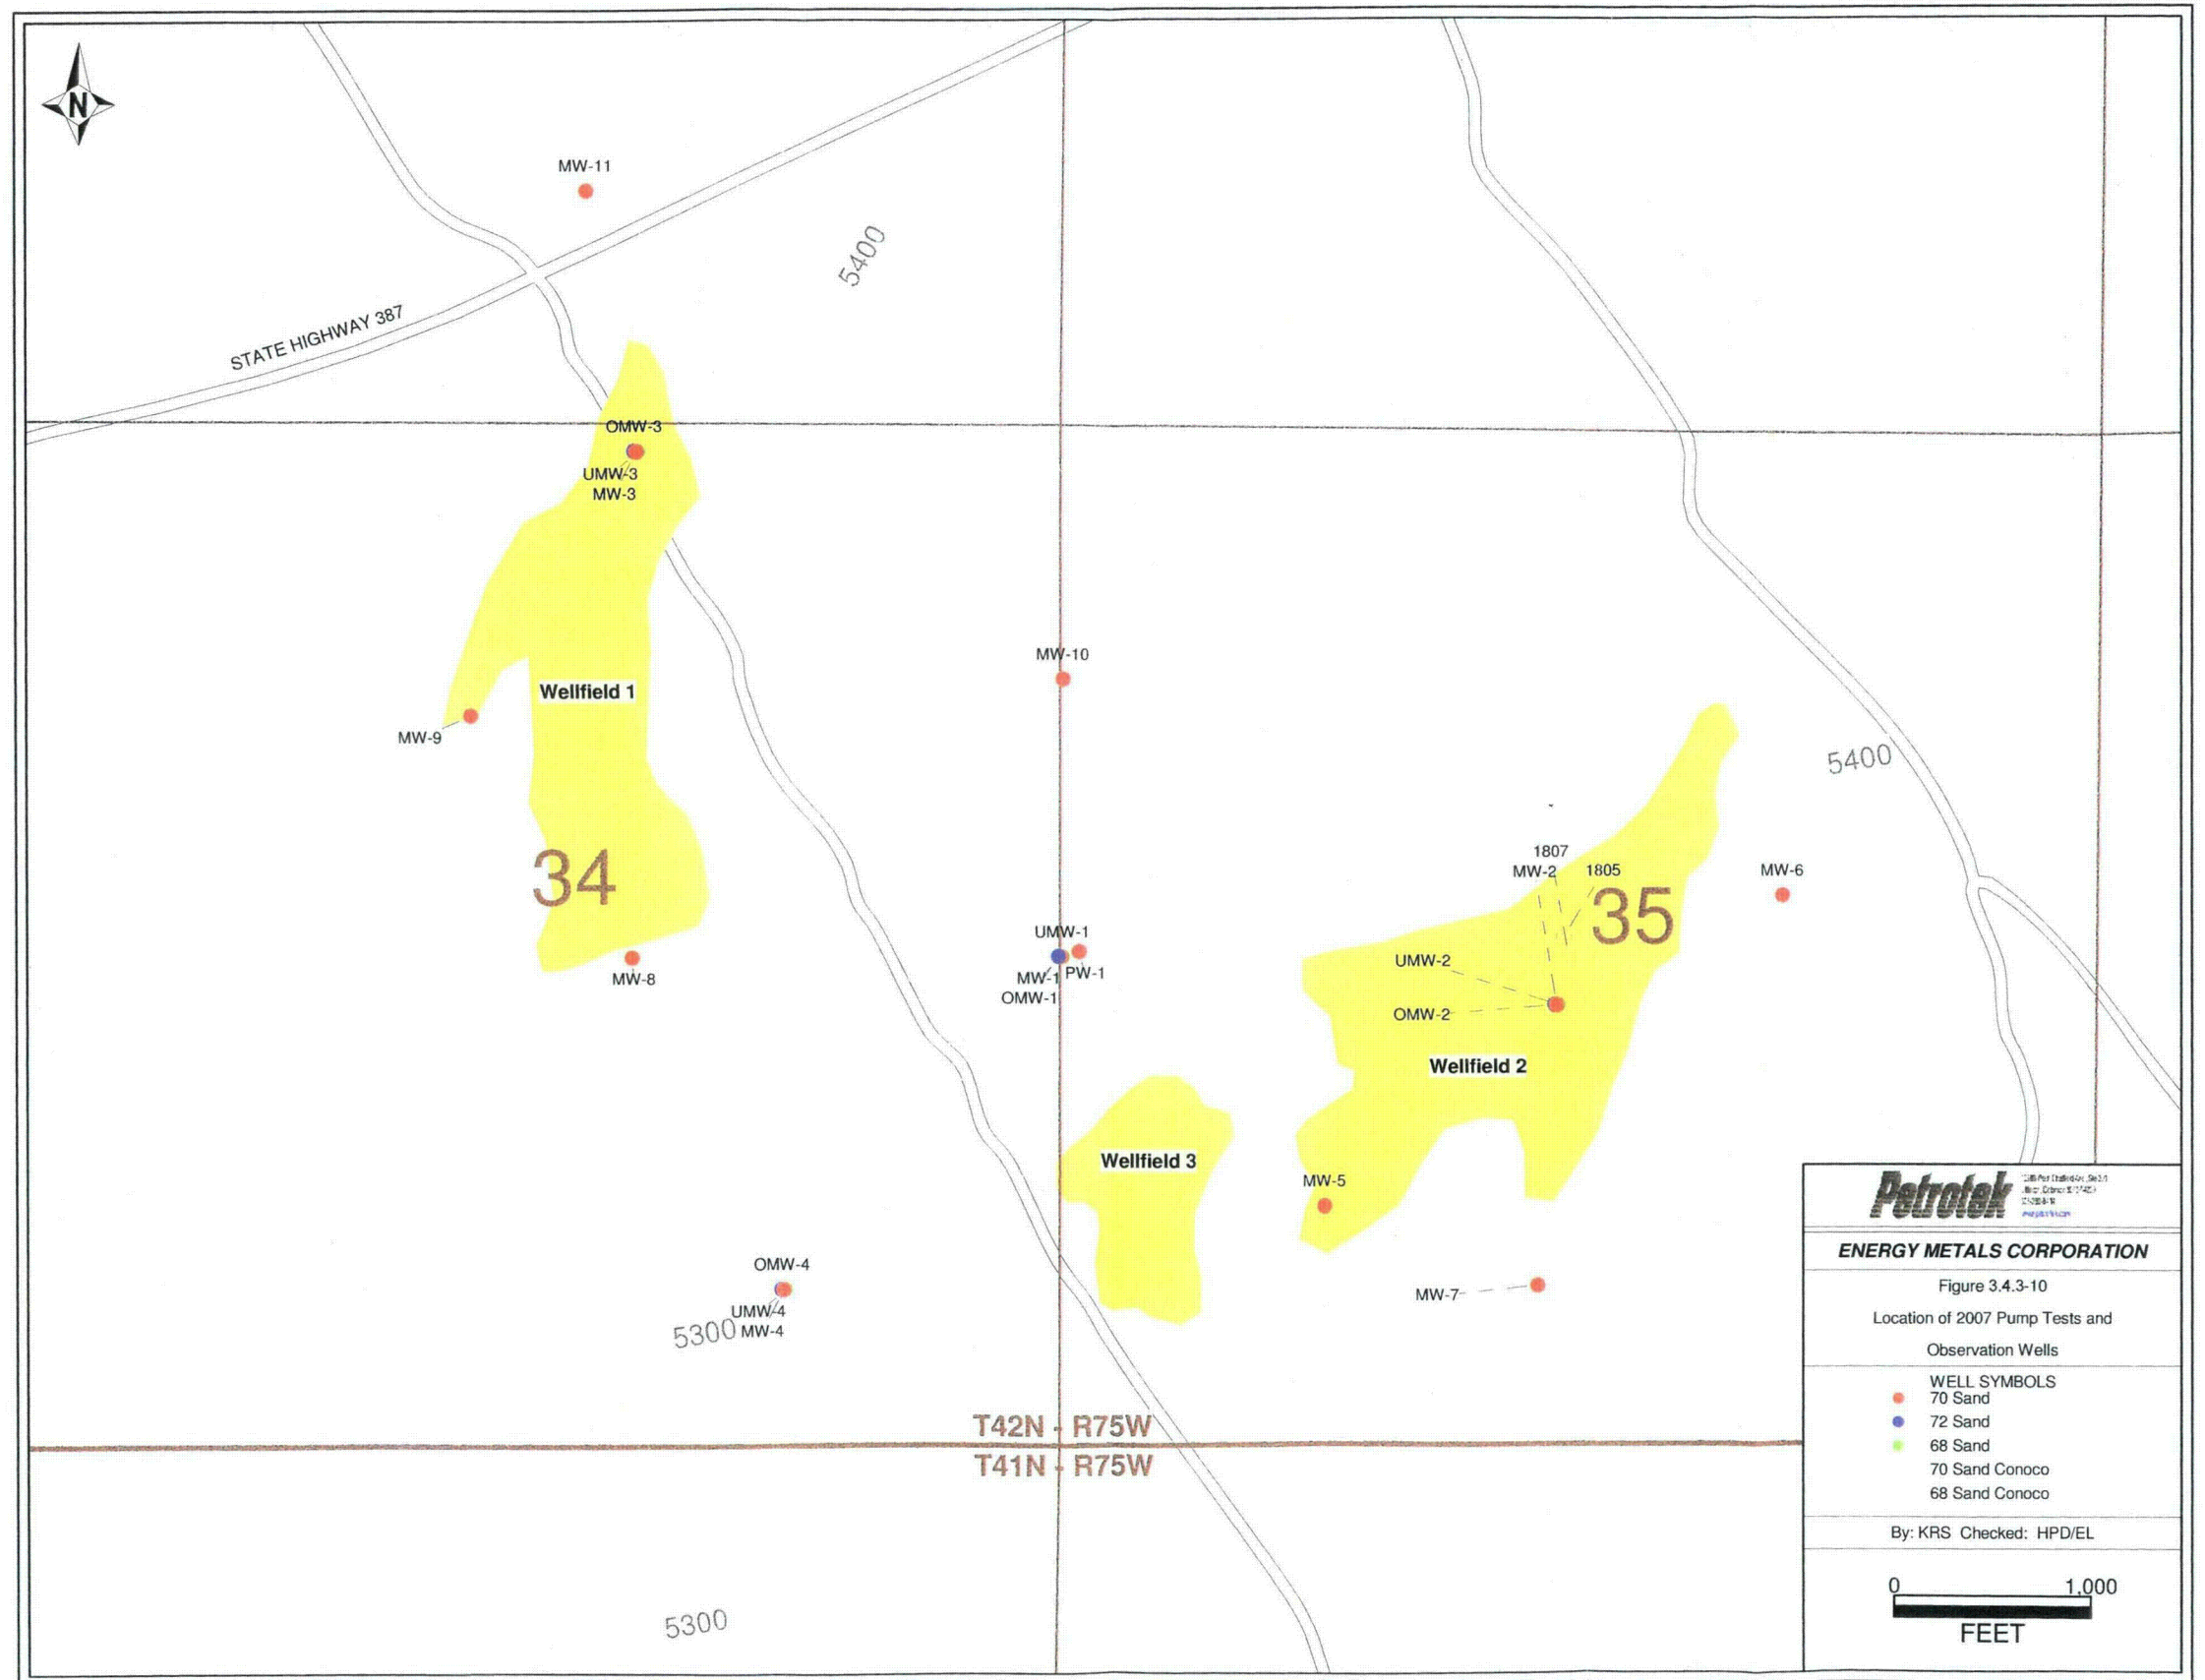 N
MW-11
5400
STATE HIGHWAY 387
OMW-3
UMW-3
MW-3
MW-10
Wellfield 1
MW-9
5400
34
1807
MW-2
1805
MW-6
35
UMW-1
MW-1
PW-1
OMW-1
MW-8
UMW-2
OMW-2
Wellfield 2
Wellfield 3
MW-5
OMW-4
UMW-4
5300
MW-4
MW-7
T42N - R75W
T41N - R75W
5300
Petrotek
ENERGY METALS CORPORATION
Figure 3.4.3-10
Location of 2007 Pump Tests and
Observation Wells
WELL SYMBOLS
70 Sand
72 Sand
68 Sand
70 Sand Conoco
68 Sand Conoco
By: KRS Checked: HPD/EL
0 1,000
FEET